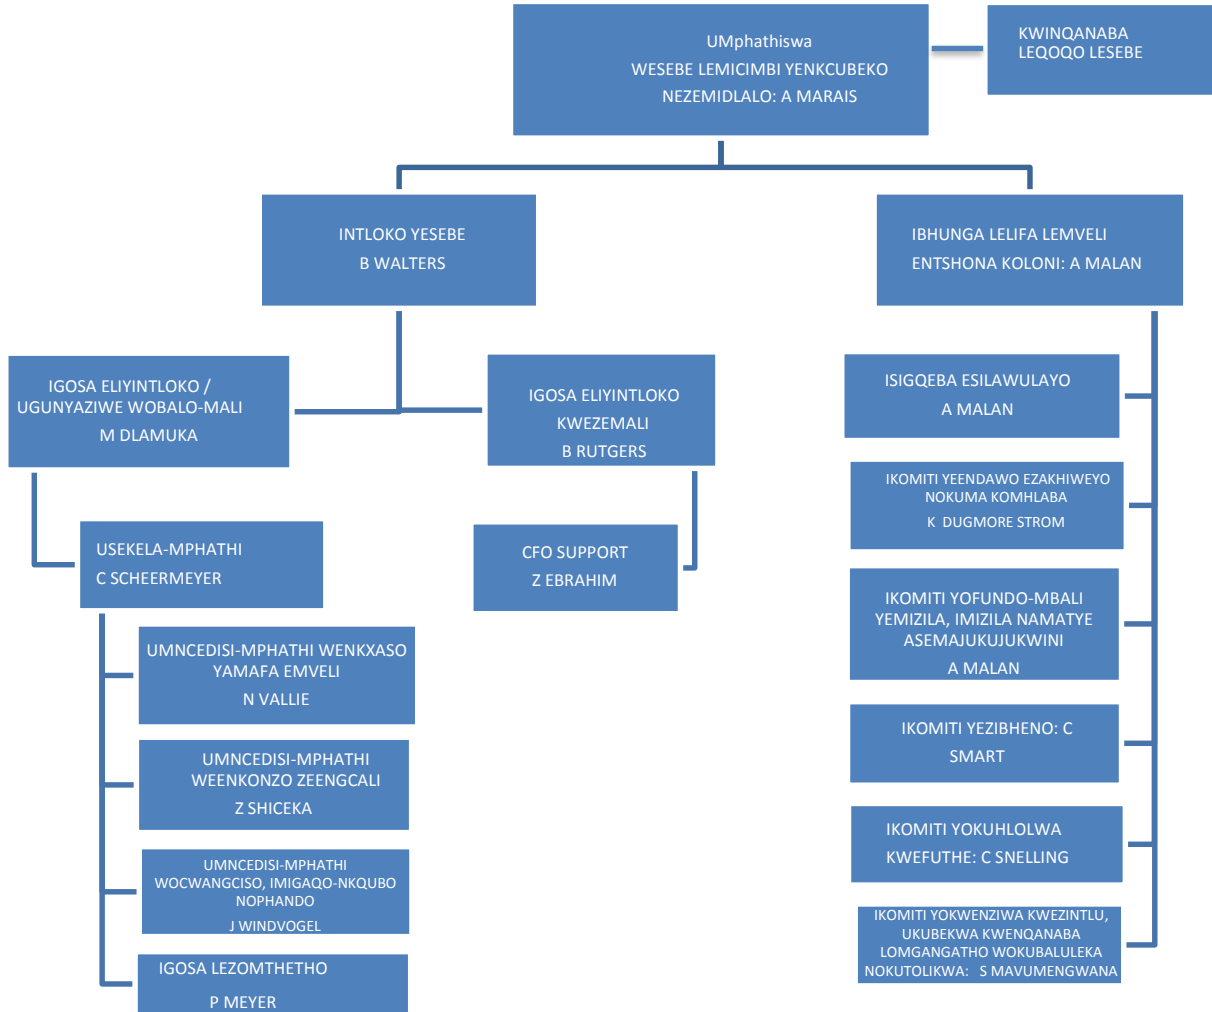 UMphathiswa
WESEBE LEMICIMBI YENKCUBEKO
NEZEMIDLALO: A MARAIS
KWINQANABA
LEQOQO LESEBE
INTLOKO YESEBE
B WALTERS
IBHUNGA LELIFA LEMVELI
ENTSHONA KOLONI: A MALAN
IGOSA ELIYINTLOKO /
UGUNYAZIWE WOBALO-MALI
M DLAMUKA
IGOSA ELIYINTLOKO
KWEZEMALI
B RUTGERS
USEKELA-MPHATHI
C SCHEERMEYER
CFO SUPPORT
Z EBRAHIM
UMNCEDISI-MPHATHI WENKXASO
YAMAFA EMVELI
N VALLIE
UMNCEDISI-MPHATHI
WEENKONZO ZEENGCALI
Z SHICEKA
UMNCEDISI-MPHATHI
WOCWANGCISO, IMIGAQO-NKQUBO
NOPHANDO
J WINDVOGEL
IGOSA LEZOMTHETHO
P MEYER
ISIGQEBA ESILAWULAYO
A MALAN
IKOMITI YEENDAWO EZAKHIWEYO
NOKUMA KOMHLABA
K DUGMORE STROM
IKOMITI YOFUNDO-MBALI
YEMIZILA, IMIZILA NAMATYE
ASEMAJUKUJUKWINI
A MALAN
IKOMITI YEZIBHENO: C
SMART
IKOMITI YOKUHLOLWA
KWEFUTHE: C SNELLING
IKOMITI YOKWENZIWA KWEZINTLU,
UKUBEKWA KWENQANABA
LOMGANGATHO WOKUBALULEKA
NOKUTOLIKWA: S MAVUMENGWANA